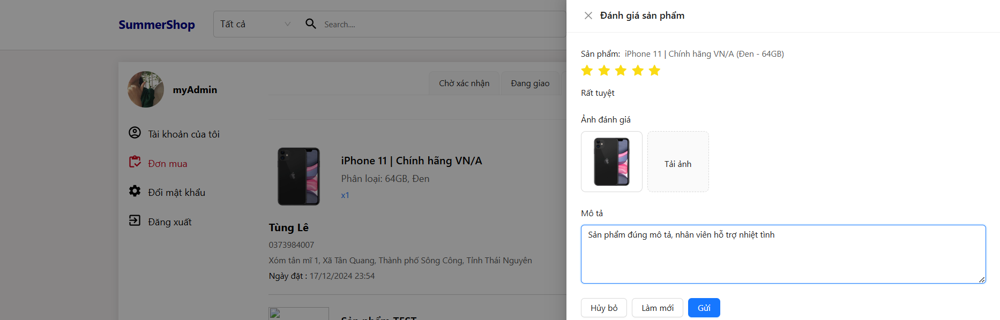 SummerShop
Tất cả
Search....
myAdmin
Tài khoản của tôi
Đơn mua
Đổi mật khẩu
Đăng xuất
Chờ xác nhận
Đang giao
iPhone 11 | Chính hãng VN/A
Phân loại: 64GB, Đen
x1
Tùng Lê
0373984007
Xóm tân mĩ 1, Xã Tân Quang, Thành phố Sông Công, Tỉnh Thái Nguyên
Ngày đặt : 17/12/2024 23:54
Sản phẩm TEST
Đánh giá sản phẩm
Sản phẩm: iPhone 11 | Chính hãng VN/A (Đen - 64GB)
Rất tuyệt
Ảnh đánh giá
Tải ảnh
Mô tả
Sản phẩm đúng mô tả, nhân viên hỗ trợ nhiệt tình
Hủy bỏ
Làm mới
Gửi